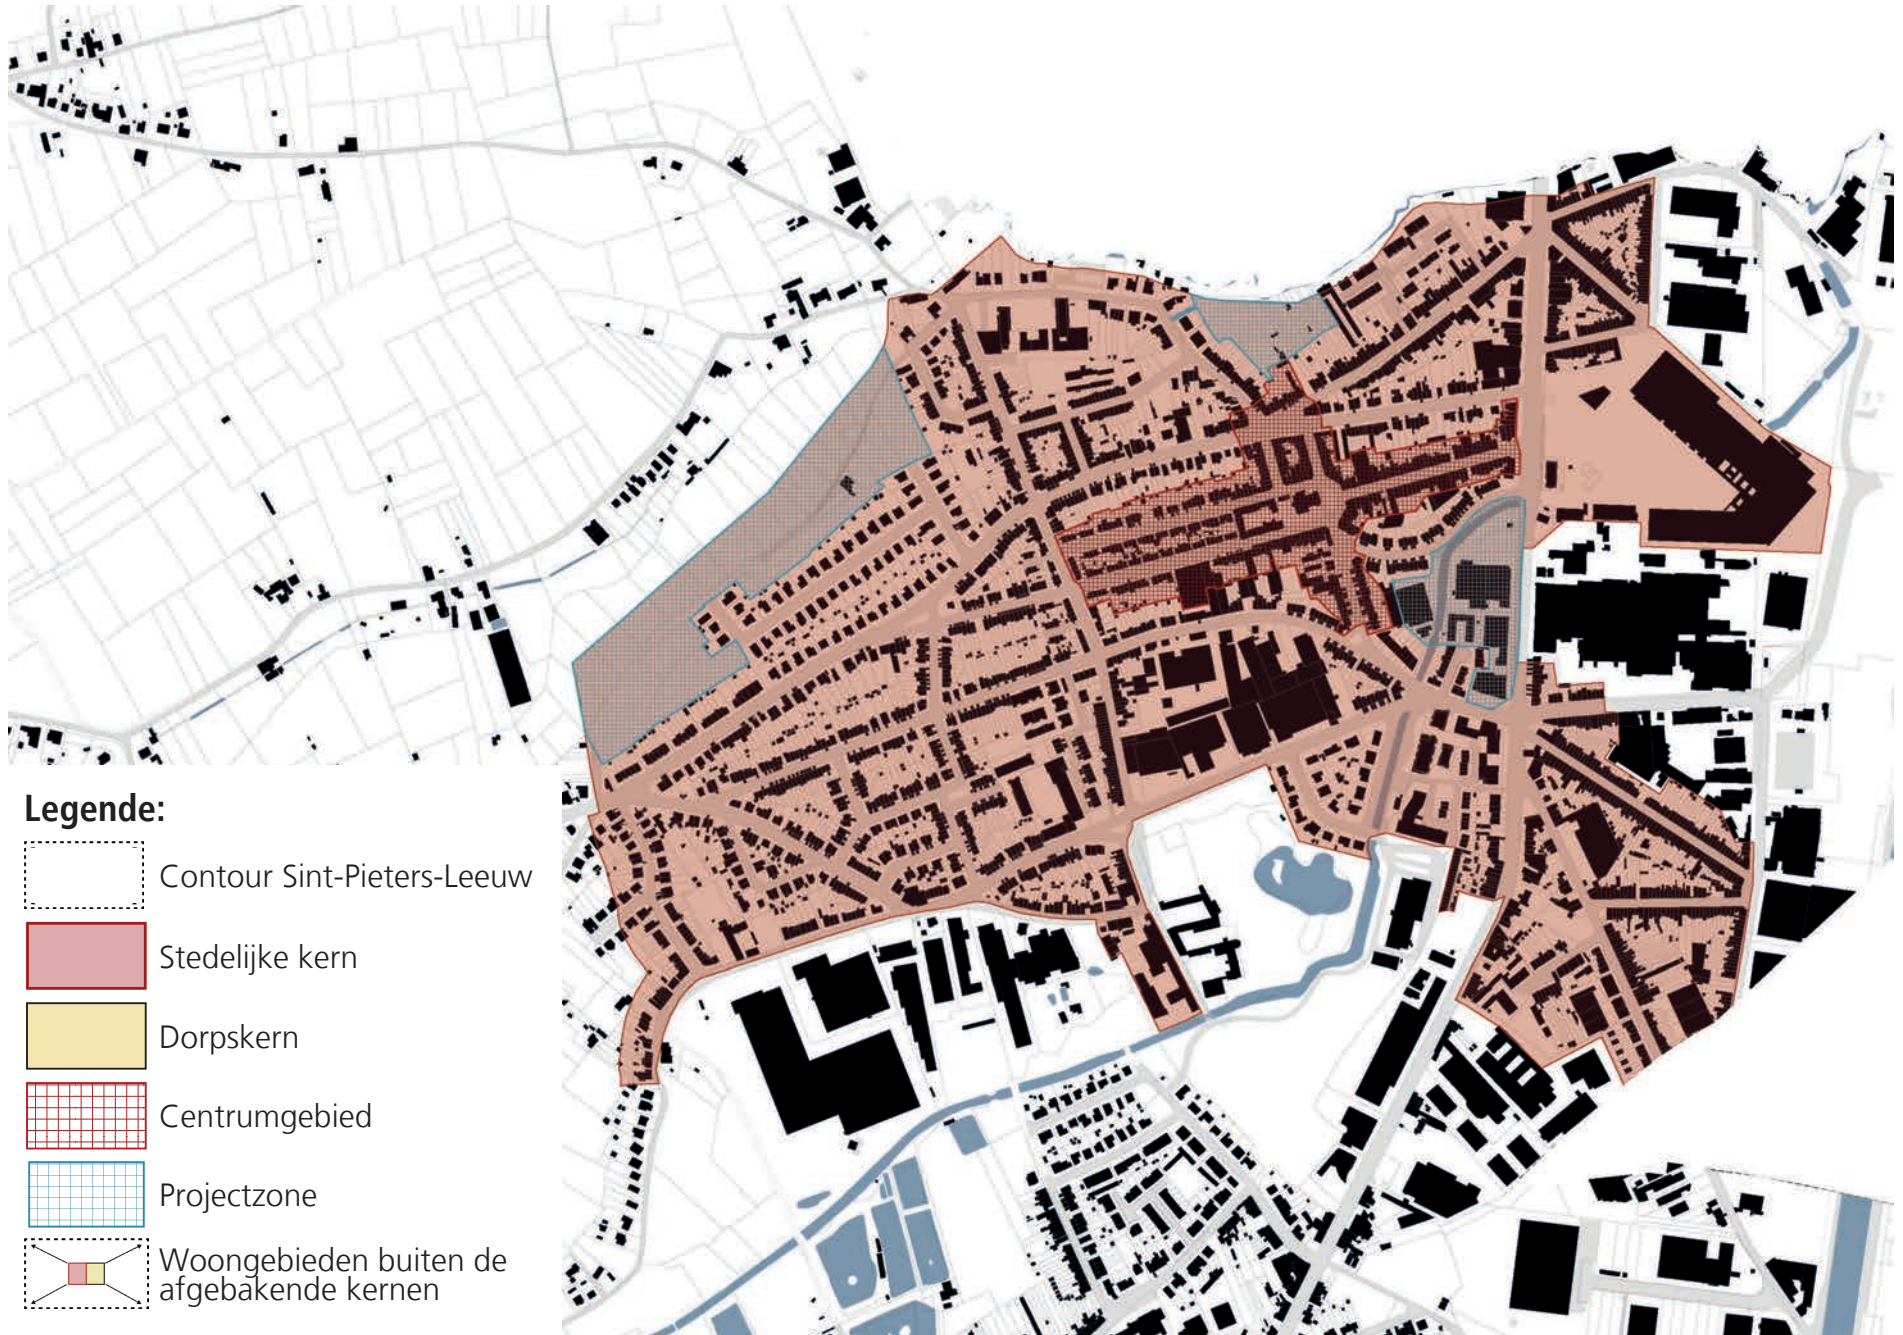 Legende:
Contour Sint-Pieters-Leeuw
Stedelijke kern
Dorpskern
Centrumgebied
Projectzone
Woongebieden buiten de
afgebakende kernen